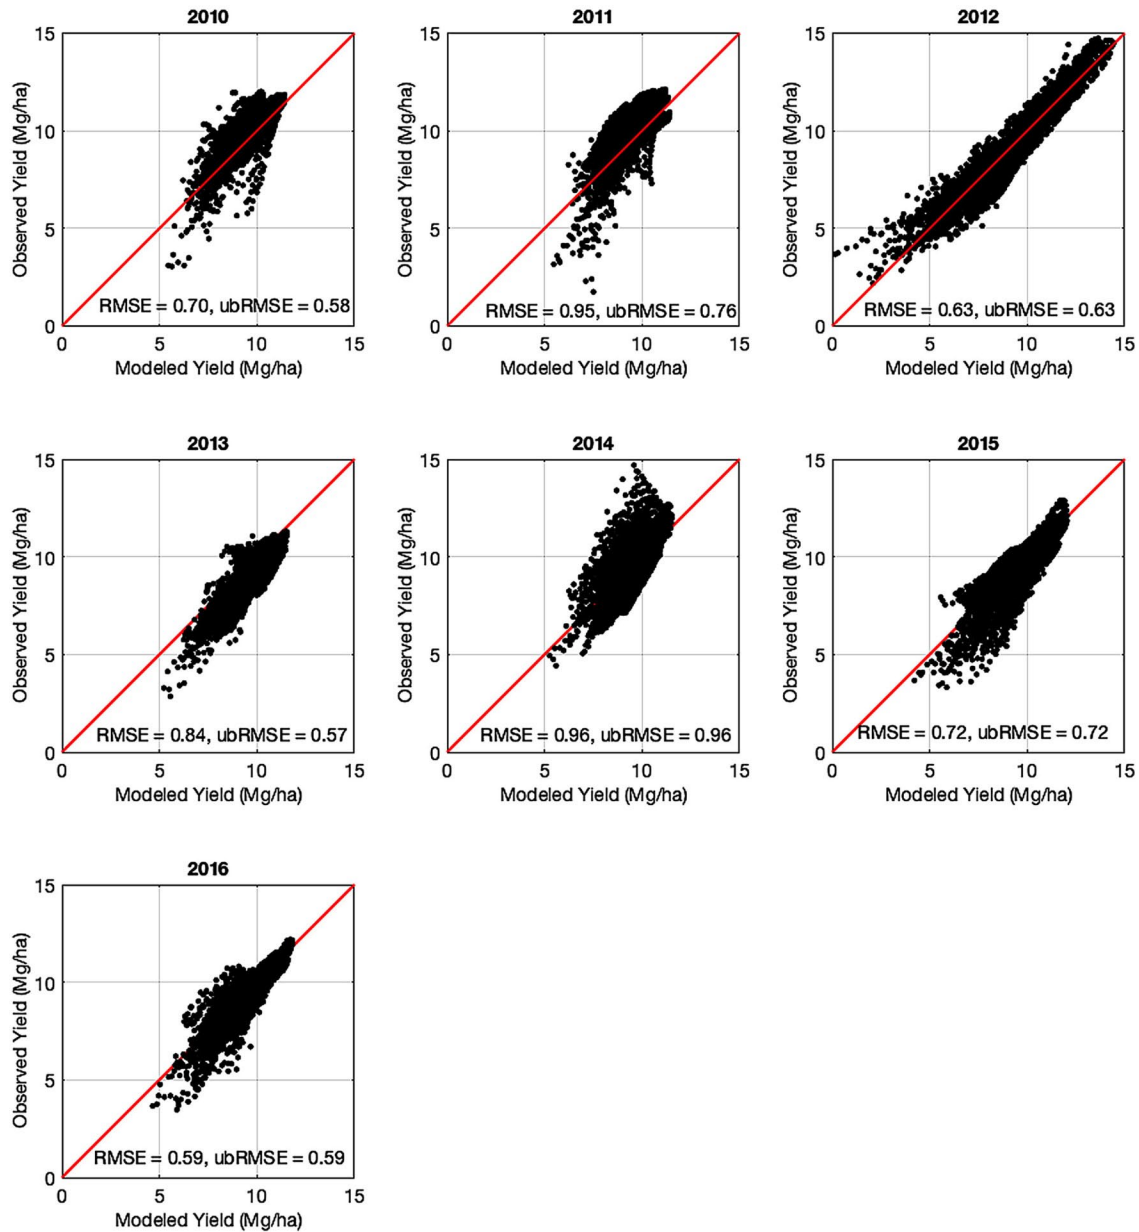 2010
15
10
5
0
Observed Yield (Mg/ha)
RMSE = 0.70, ubRMSE = 0.58
0 5 10 15
Modeled Yield (Mg/ha)
2011
15
10
5
0
Observed Yield (Mg/ha)
RMSE = 0.95, ubRMSE = 0.76
0 5 10 15
Modeled Yield (Mg/ha)
2012
15
10
5
0
Observed Yield (Mg/ha)
RMSE = 0.63, ubRMSE = 0.63
0 5 10 15
Modeled Yield (Mg/ha)
2013
15
10
5
0
Observed Yield (Mg/ha)
RMSE = 0.84, ubRMSE = 0.57
0 5 10 15
Modeled Yield (Mg/ha)
2014
15
10
5
0
Observed Yield (Mg/ha)
RMSE = 0.96, ubRMSE = 0.96
0 5 10 15
Modeled Yield (Mg/ha)
2015
15
10
5
0
Observed Yield (Mg/ha)
RMSE = 0.72, ubRMSE = 0.72
0 5 10 15
Modeled Yield (Mg/ha)
2016
15
10
5
0
Observed Yield (Mg/ha)
RMSE = 0.59, ubRMSE = 0.59
0 5 10 15
Modeled Yield (Mg/ha)